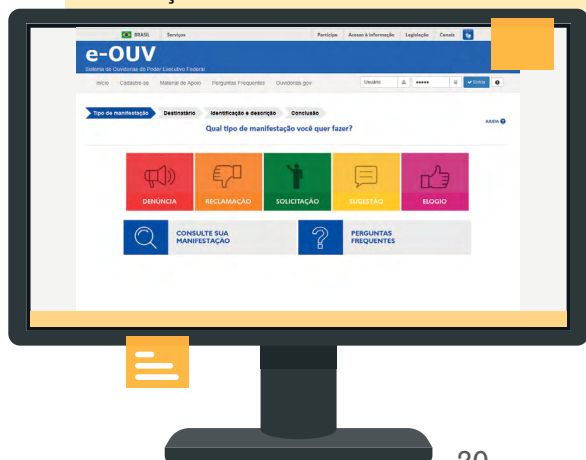 BRASIL Serviços Participe Acesso à informação Legislação Canais
e-OUV
Sistema de Ouvidorias do Poder Executivo Federal
Início Cadastre-se Material de Apoio Perguntas Frequentes Ouvidorias.gov Usuário ••••• Entrar
Tipo de manifestação Destinatário Identificação e descrição Conclusão
AJUDA ?
Qual tipo de manifestação você quer fazer?
DENÚNCIA RECLAMAÇÃO SOLICITAÇÃO SUGESTÃO ELOGIO
CONSULTE SUA
MANIFESTAÇÃO
? PERGUNTAS
FREQUENTES